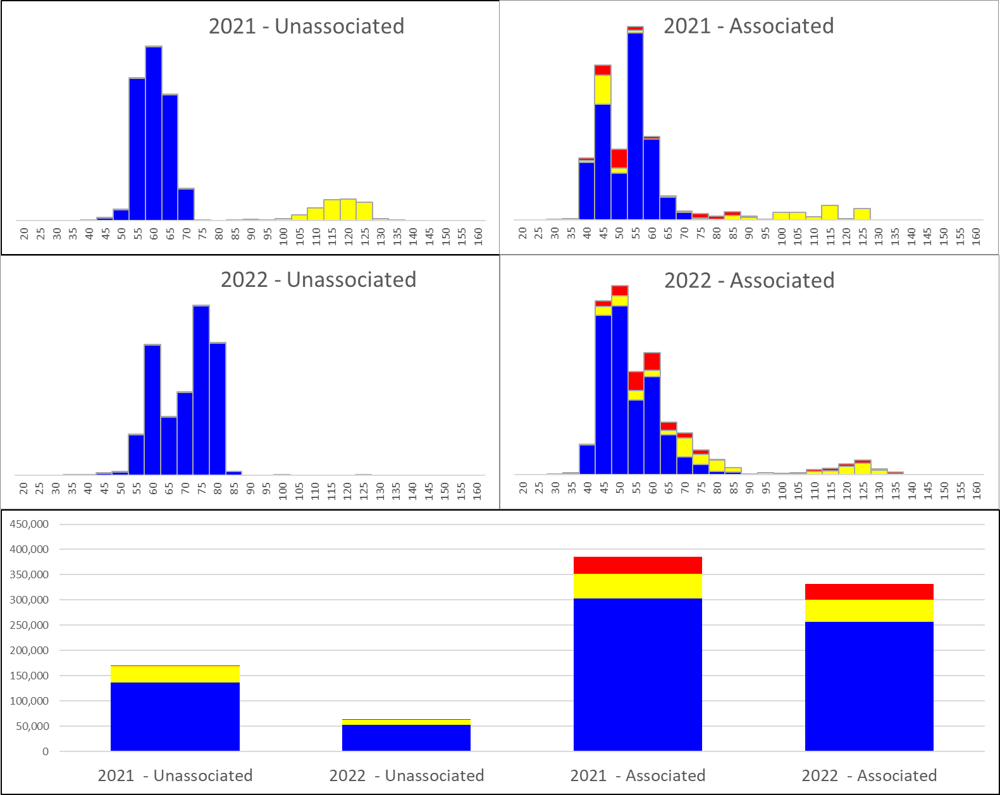 2021 - Unassociated
20 25 30 35 40 45 50 55 60 65 70 75 80 85 90 95 100 105 110 115 120 125 130 135 140 145 150 155 160
2021 - Associated
20 25 30 35 40 45 50 55 60 65 70 75 80 85 90 95 100 105 110 115 120 125 130 135 140 145 150 155 160
2022 - Unassociated
20 25 30 35 40 45 50 55 60 65 70 75 80 85 90 95 100 105 110 115 120 125 130 135 140 145 150 155 160
2022 - Associated
20 25 30 35 40 45 50 55 60 65 70 75 80 85 90 95 100 105 110 115 120 125 130 135 140 145 150 155 160
450,000
400,000
350,000
300,000
250,000
200,000
150,000
100,000
50,000
0
2021 - Unassociated 2022 - Unassociated 2021 - Associated 2022 - Associated